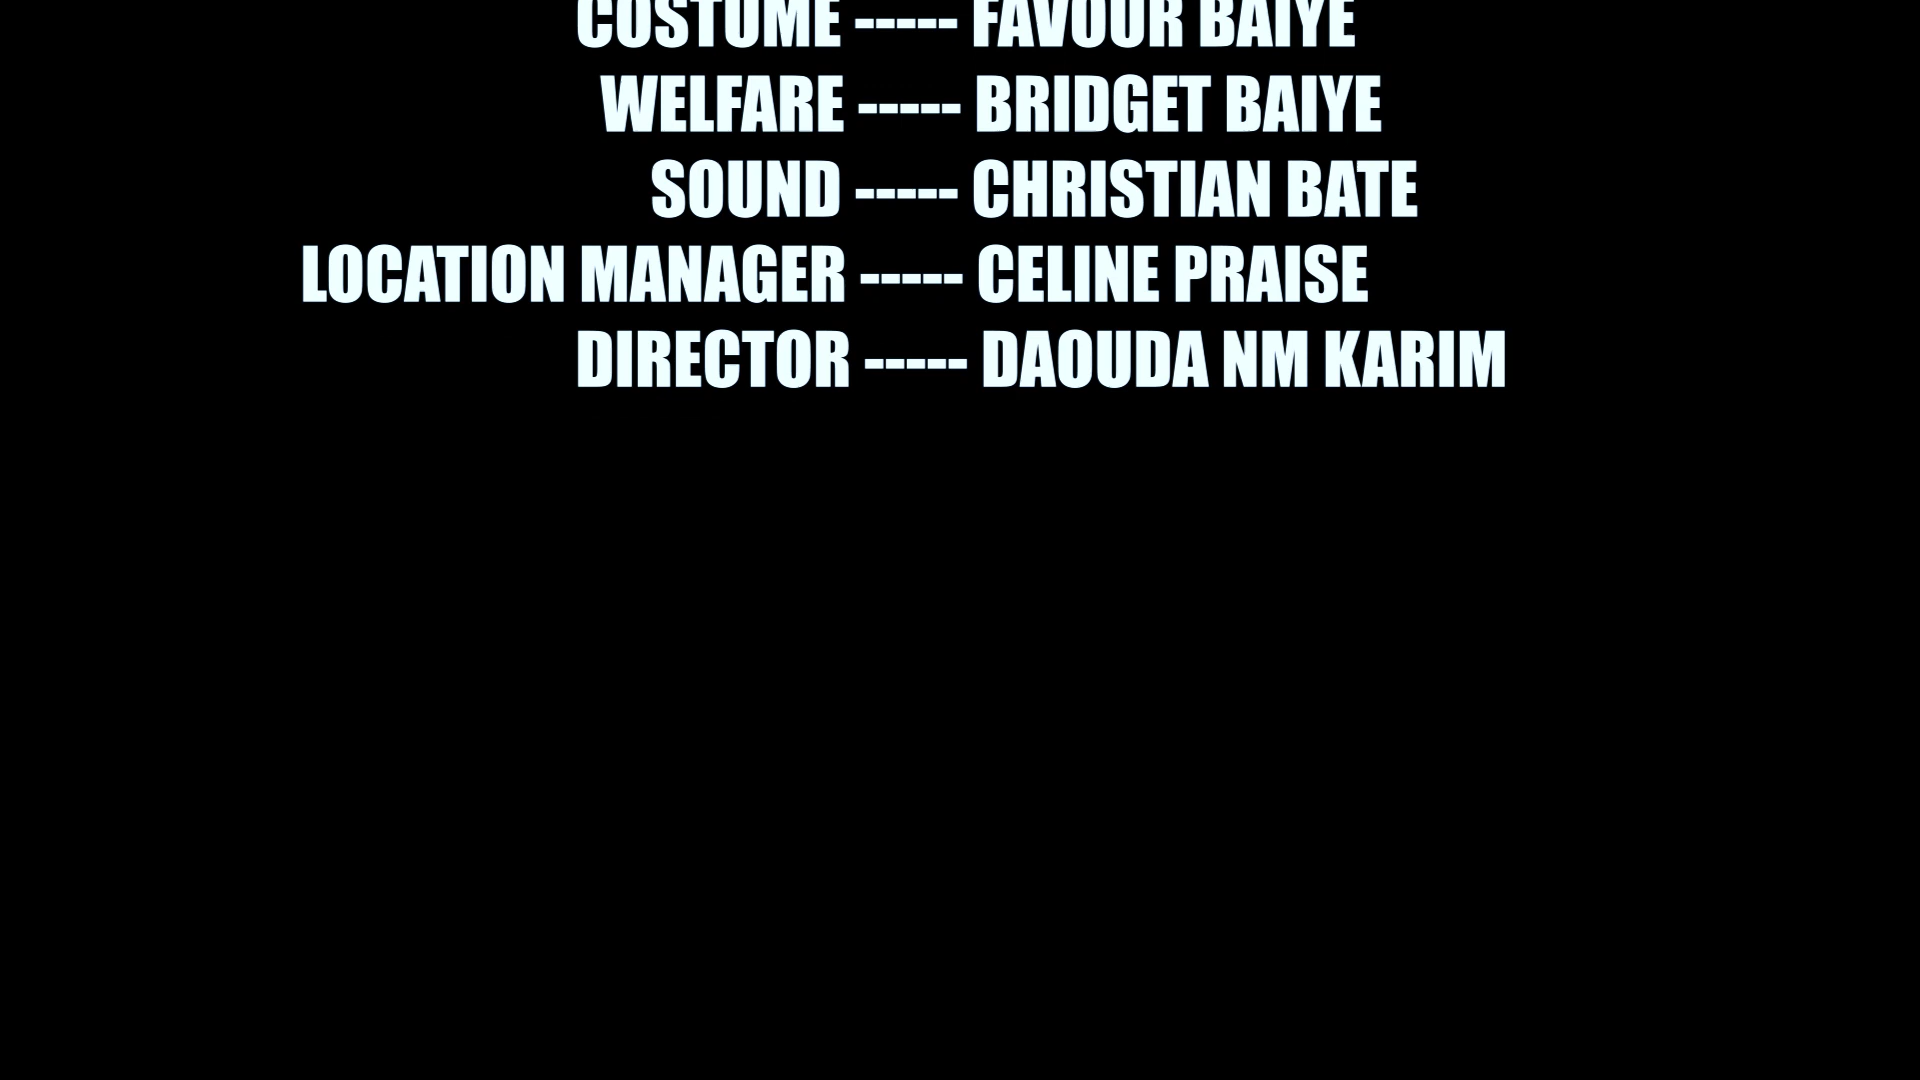 COSTUME ----- FAVOUR BAIYE
WELFARE ----- BRIDGET BAIYE
SOUND ----- CHRISTIAN BATE
LOCATION MANAGER ----- CELINE PRAISE
DIRECTOR ----- DAOUDA NM KARIM